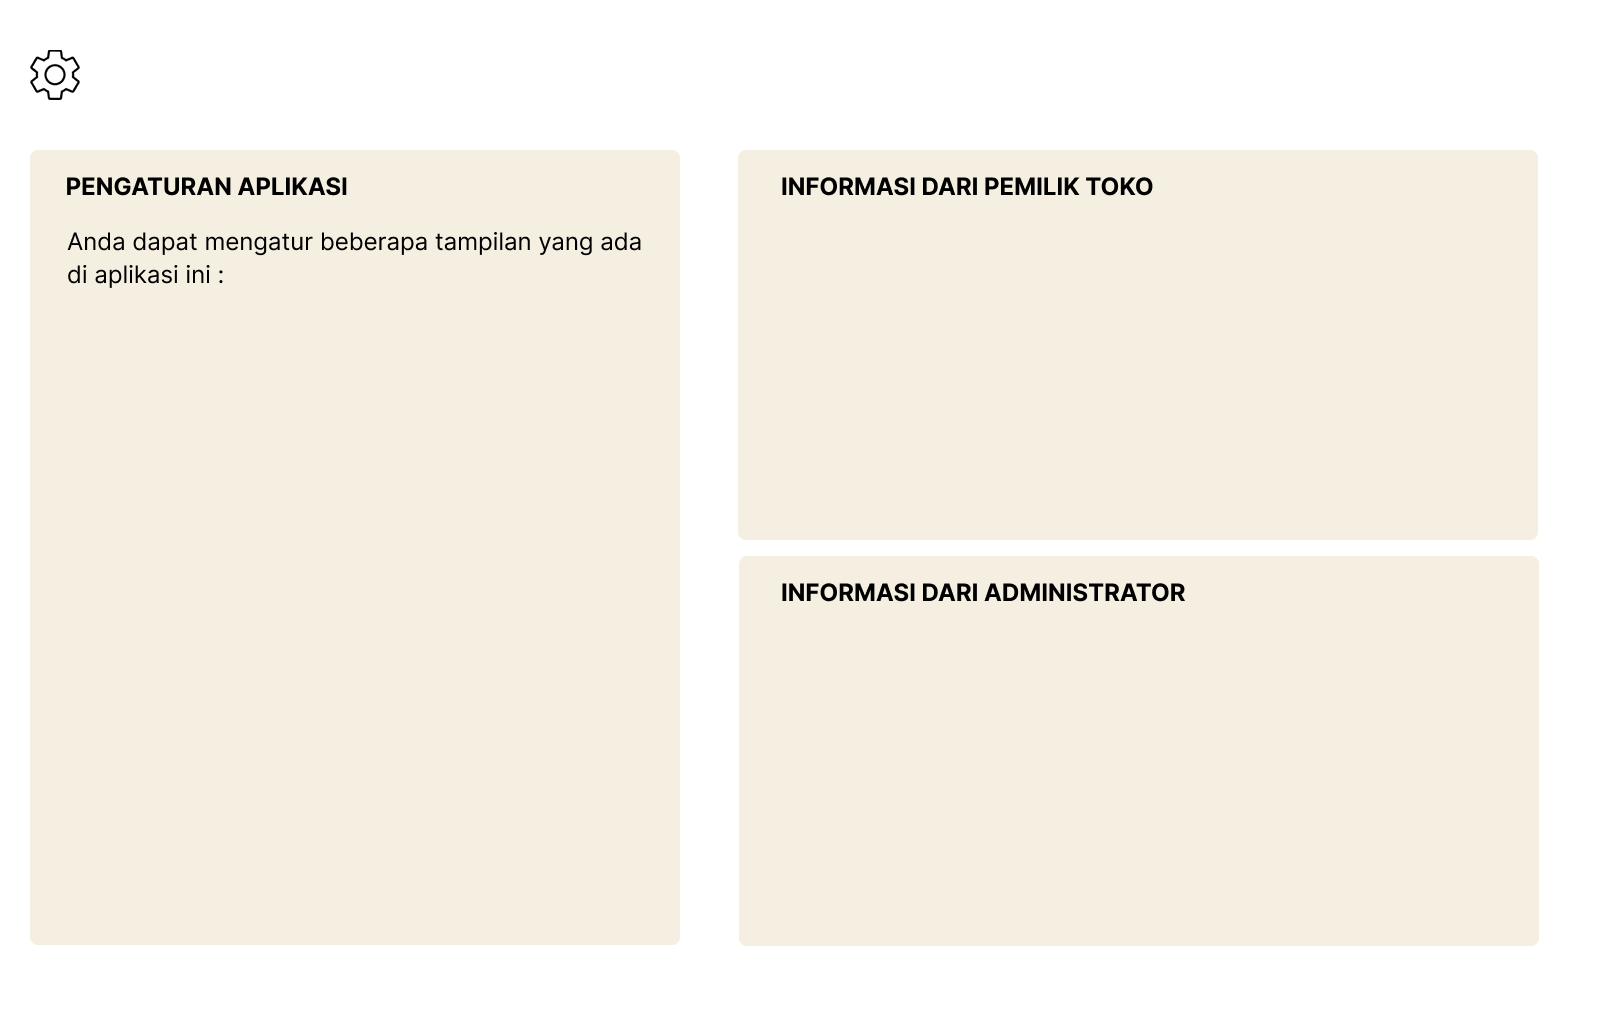 PENGATURAN APLIKASI
Anda dapat mengatur beberapa tampilan yang ada
di aplikasi ini :
INFORMASI DARI PEMILIK TOKO
INFORMASI DARI ADMINISTRATOR